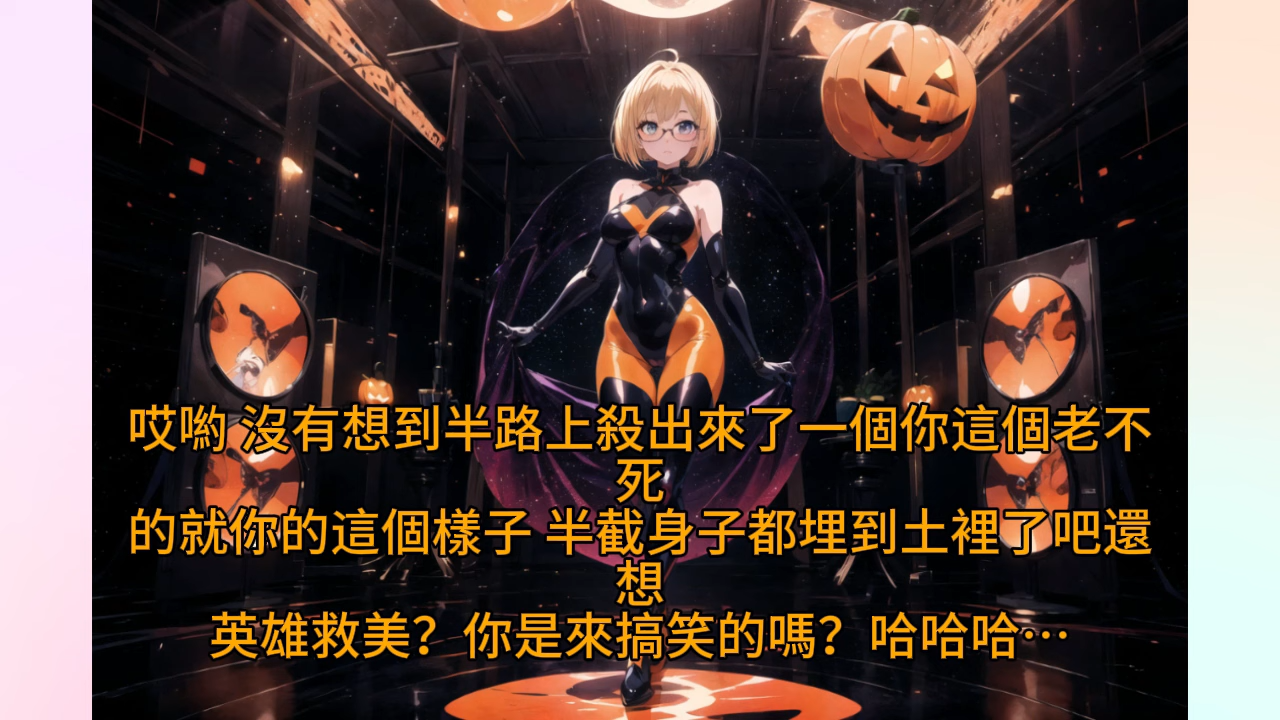 哎喲 沒有想到半路上殺出來了一個你這個老不
死
的就你的這個樣子 半截身子都埋到土裡了吧還
想
英雄救美？你是來搞笑的嗎？哈哈哈…